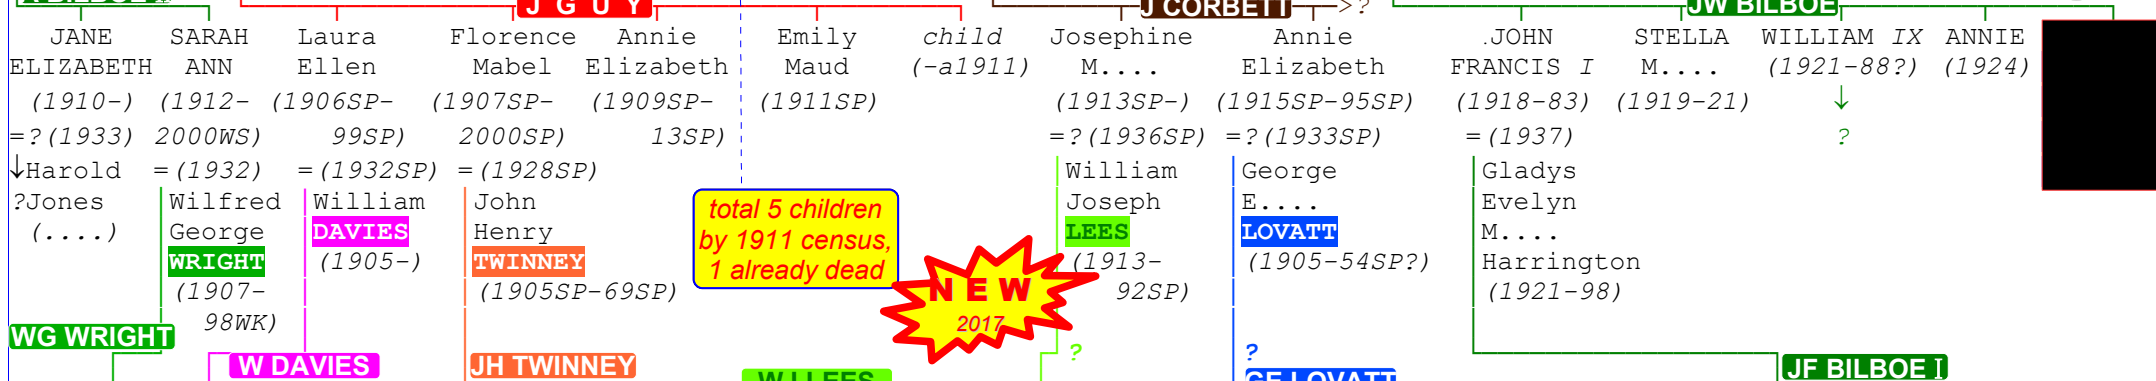 J G U Y
J CORBETT >?
JW BILBOE
JANE
ELIZABETH
(1910-)
=?(1933)
↓Harold
?Jones
(....)
SARAH
ANN
(1912-
2000WS)
=(1932)
Wilfred
George
WRIGHT
(1907-
98WK)
WG WRIGHT
Laura
Ellen
(1906SP-
99SP)
=(1932SP)
William
DAVIES
(1905-)
W DAVIES
Florence
Mabel
(1907SP-
2000SP)
=(1928SP)
John
Henry
TWINNEY
(1905SP-69SP)
JH TWINNEY
Annie
Elizabeth
(1909SP-
13SP)
Emily
Maud
(1911SP)
child
(-a1911)
total 5 children
by 1911 census,
1 already dead
N E W
2017
Josephine
M....
(1913SP-)
=?(1936SP)
William
Joseph
LEES
(1913-
92SP)
?
Annie
Elizabeth
(1915SP-95SP)
=?(1933SP)
George
E....
LOVATT
(1905-54SP?)
?
.JOHN
FRANCIS I
(1918-83)
=(1937)
Gladys
Evelyn
M....
Harrington
(1921-98)
JF BILBOE I
STELLA
M....
(1919-21)
WILLIAM IX
(1921-88?)
↓
?
ANNIE
(1924)